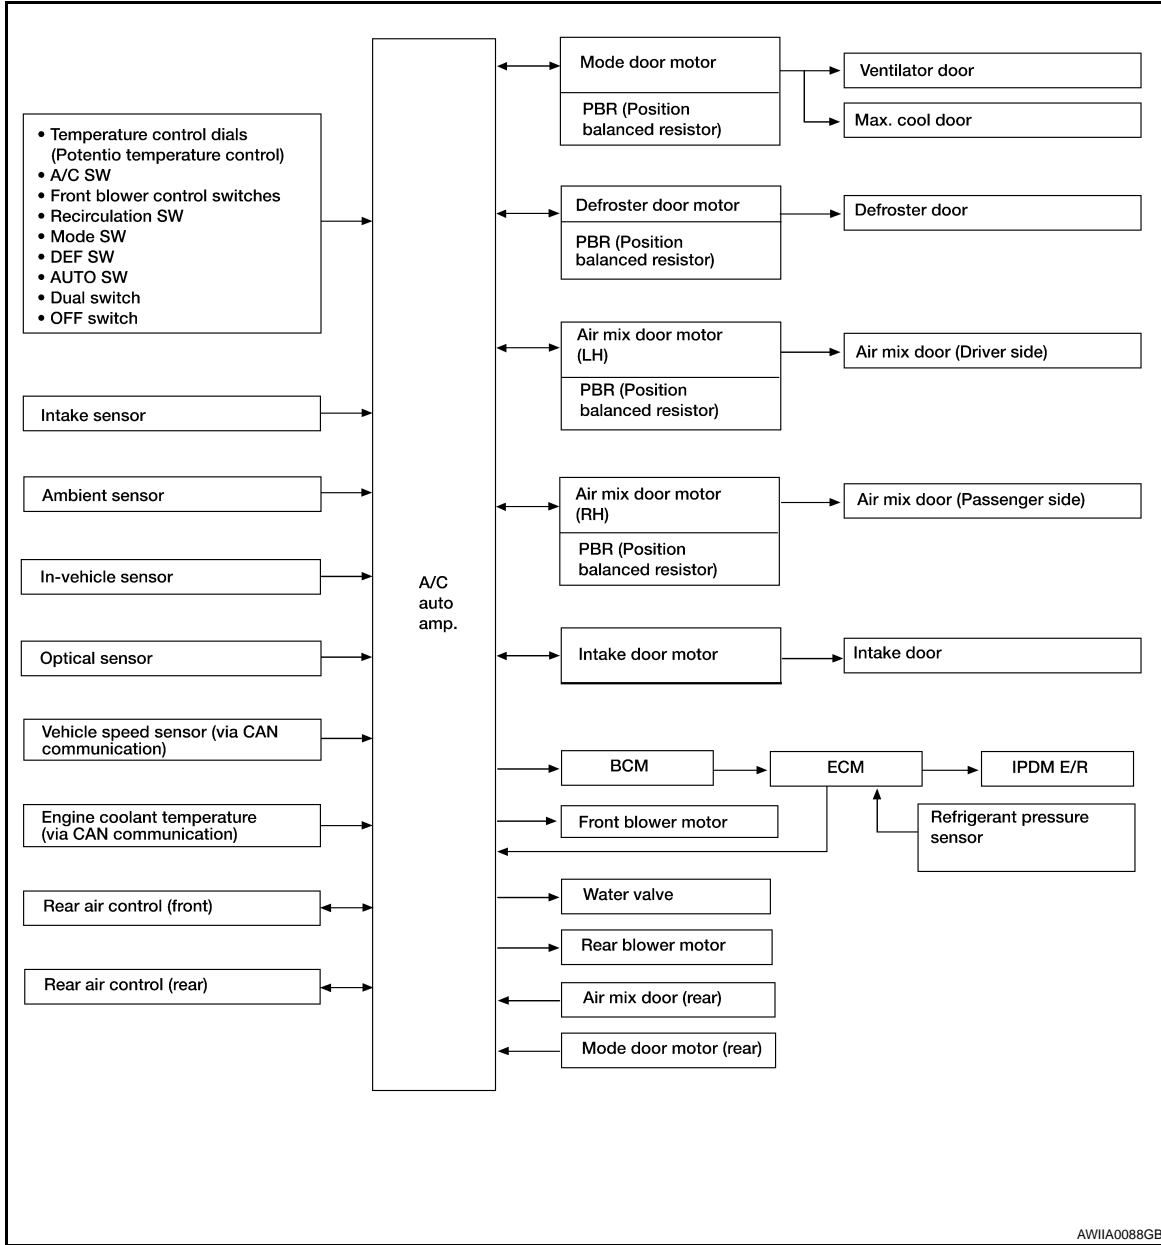 • Temperature control dials
(Potentio temperature control)
• A/C SW
• Front blower control switches
• Recirculation SW
• Mode SW
• DEF SW
• AUTO SW
• Dual switch
• OFF switch
Intake sensor
Ambient sensor
In-vehicle sensor
Optical sensor
Vehicle speed sensor (via CAN
communication)
Engine coolant temperature
(via CAN communication)
Rear air control (front)
Rear air control (rear)
A/C
auto
amp.
Mode door motor
PBR (Position
balanced resistor)
Ventilator door
Max. cool door
Defroster door motor
PBR (Position
balanced resistor)
Defroster door
Air mix door motor
(LH)
PBR (Position
balanced resistor)
Air mix door (Driver side)
Air mix door motor
(RH)
PBR (Position
balanced resistor)
Air mix door (Passenger side)
Intake door motor
Intake door
BCM
ECM
IPDM E/R
Front blower motor
Refrigerant pressure
sensor
Water valve
Rear blower motor
Air mix door (rear)
Mode door motor (rear)
AWIIA0088GB